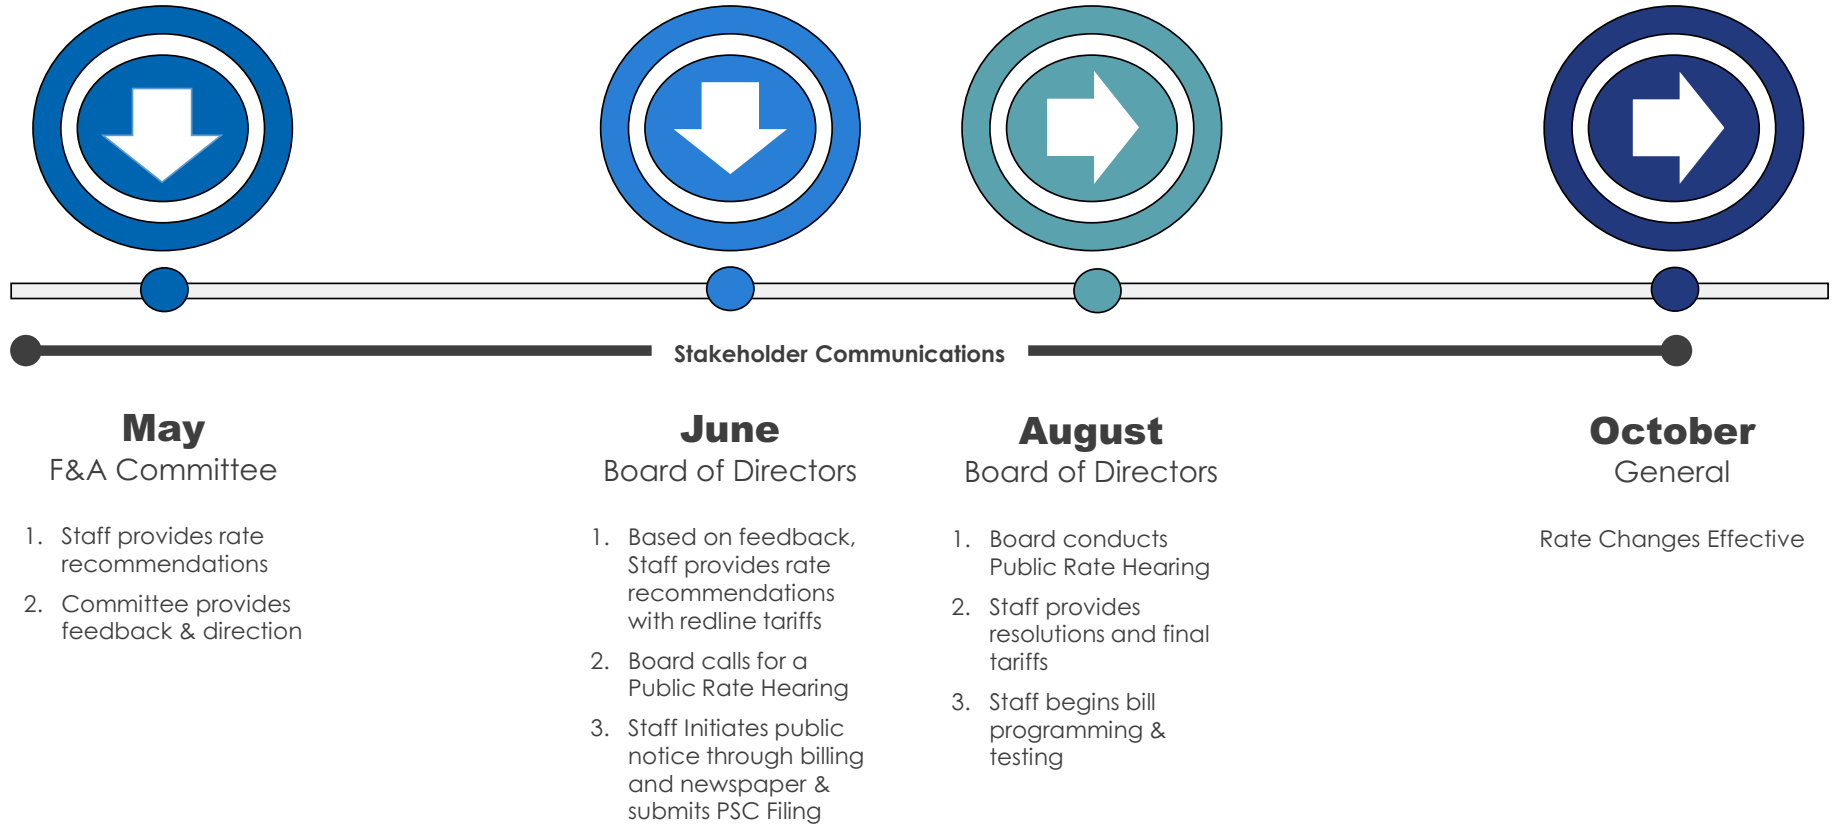 Stakeholder Communications
May
F&A Committee
1. Staff provides rate
recommendations
2. Committee provides
feedback & direction
June
Board of Directors
1. Based on feedback,
Staff provides rate
recommendations
with redline tariffs
2. Board calls for a
Public Rate Hearing
3. Staff Initiates public
notice through billing
and newspaper &
submits PSC Filing
August
Board of Directors
1. Board conducts
Public Rate Hearing
2. Staff provides
resolutions and final
tariffs
3. Staff begins bill
programming &
testing
October
General
Rate Changes Effective